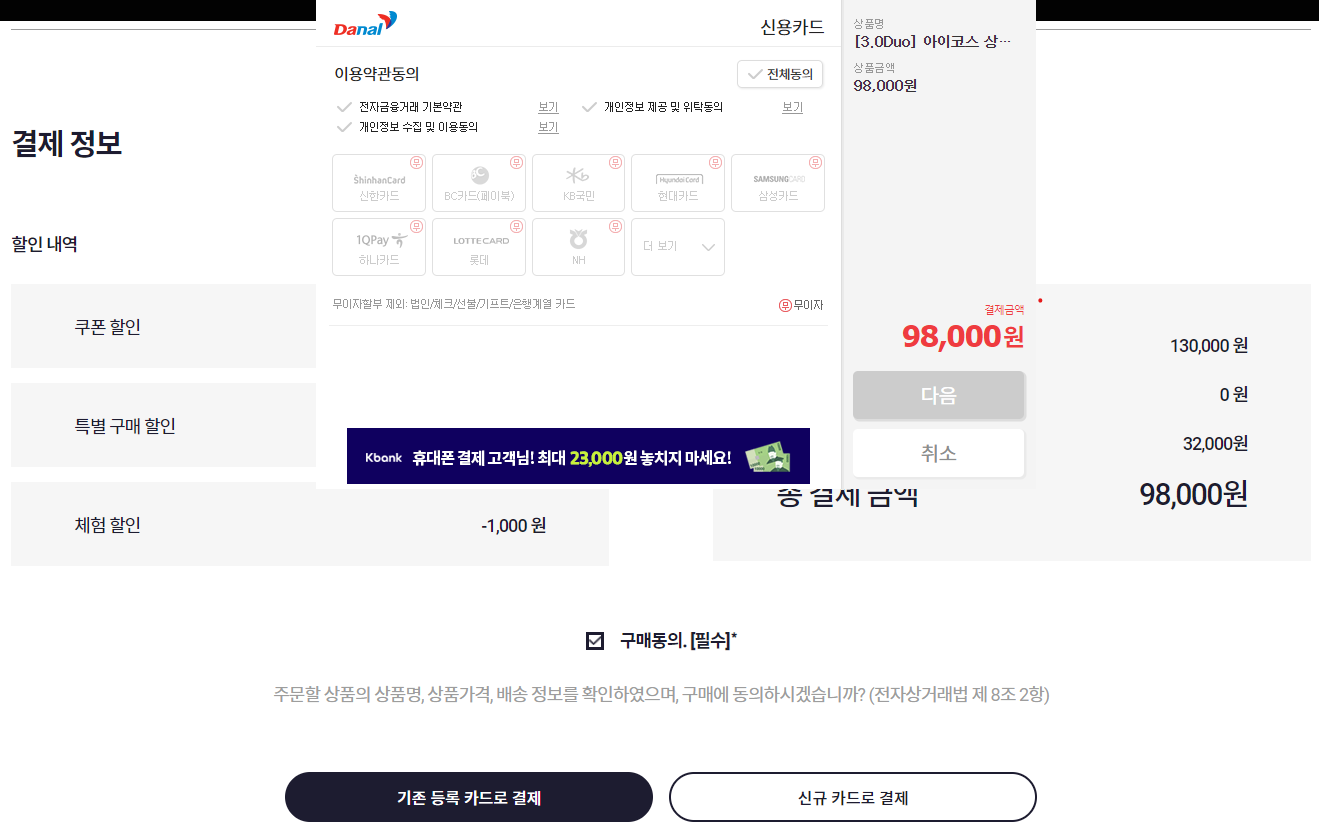 Danal
신용카드
이용약관동의
전체동의
전자금융거래 기본약관 보기
개인정보 제공 및 위탁동의 보기
개인정보 수집 및 이용동의 보기
무
ShinhanCard
신한카드
무
BC
BC카드(페이북)
무
KB국민
무
HyundaiCard
현대카드
무
SAMSUNG CARD
삼성카드
무
1QPay
하나카드
무
LOTTE CARD
롯데
무
NH
더 보기
무이자할부 제외: 법인/체크/선불/기프트/은행계열 카드
무 무이자
Kbank 휴대폰 결제 고객님! 최대 23,000원 놓치지 마세요!
상품명
[3.0Duo] 아이코스 상…
상품금액
98,000원
결제금액
98,000원
다음
취소
결제 정보
할인 내역
쿠폰 할인
특별 구매 할인
체험 할인 -1,000 원
130,000 원
0 원
32,000원
총 결제 금액 98,000원
구매동의. [필수]*
주문할 상품의 상품명, 상품가격, 배송 정보를 확인하였으며, 구매에 동의하시겠습니까? (전자상거래법 제 8조 2항)
기존 등록 카드로 결제
신규 카드로 결제